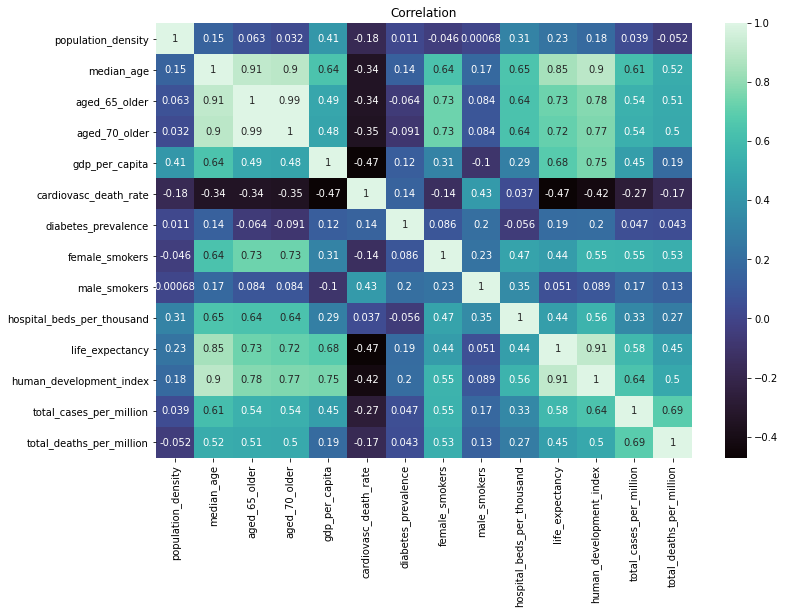 Correlation
population_density 1 0.15 0.063 0.032 0.41 -0.18 0.011 -0.046 0.00068 0.31 0.23 0.18 0.039 -0.052
median_age 0.15 1 0.91 0.9 0.64 -0.34 0.14 0.64 0.17 0.65 0.85 0.9 0.61 0.52
aged_65_older 0.063 0.91 1 0.99 0.49 -0.34 -0.064 0.73 0.084 0.64 0.73 0.78 0.54 0.51
aged_70_older 0.032 0.9 0.99 1 0.48 -0.35 -0.091 0.73 0.084 0.64 0.72 0.77 0.54 0.5
gdp_per_capita 0.41 0.64 0.49 0.48 1 -0.47 0.12 0.31 -0.1 0.29 0.68 0.75 0.45 0.19
cardiovasc_death_rate -0.18 -0.34 -0.34 -0.35 -0.47 1 0.14 -0.14 0.43 0.037 -0.47 -0.42 -0.27 -0.17
diabetes_prevalence 0.011 0.14 -0.064 -0.091 0.12 0.14 1 0.086 0.2 -0.056 0.19 0.2 0.047 0.043
female_smokers -0.046 0.64 0.73 0.73 0.31 -0.14 0.086 1 0.23 0.47 0.44 0.55 0.55 0.53
male_smokers 0.00068 0.17 0.084 0.084 -0.1 0.43 0.2 0.23 1 0.35 0.051 0.089 0.17 0.13
hospital_beds_per_thousand 0.31 0.65 0.64 0.64 0.29 0.037 -0.056 0.47 0.35 1 0.44 0.56 0.33 0.27
life_expectancy 0.23 0.85 0.73 0.72 0.68 -0.47 0.19 0.44 0.051 0.44 1 0.91 0.58 0.45
human_development_index 0.18 0.9 0.78 0.77 0.75 -0.42 0.2 0.55 0.089 0.56 0.91 1 0.64 0.5
total_cases_per_million 0.039 0.61 0.54 0.54 0.45 -0.27 0.047 0.55 0.17 0.33 0.58 0.64 1 0.69
total_deaths_per_million -0.052 0.52 0.51 0.5 0.19 -0.17 0.043 0.53 0.13 0.27 0.45 0.5 0.69 1
population_density
median_age
aged_65_older
aged_70_older
gdp_per_capita
cardiovasc_death_rate
diabetes_prevalence
female_smokers
male_smokers
hospital_beds_per_thousand
life_expectancy
human_development_index
total_cases_per_million
total_deaths_per_million
1.0
0.8
0.6
0.4
0.2
0.0
−0.2
−0.4